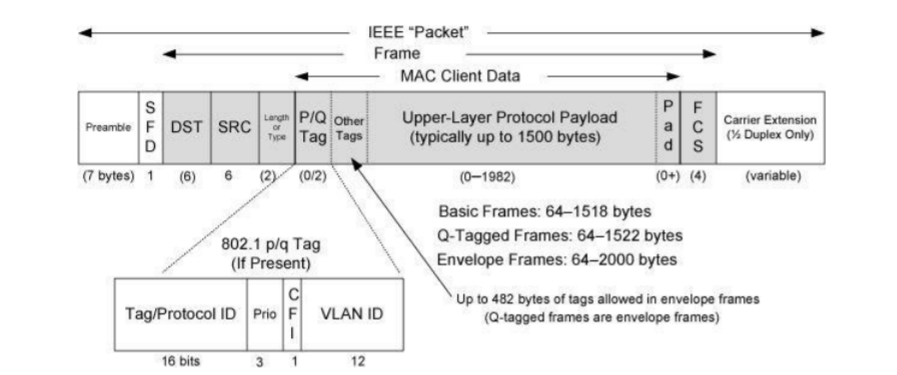 IEEE “Packet”
Frame
MAC Client Data
Preamble
S
F
D
DST
SRC
Length
or
Type
P/Q
Tag
Other
Tags
Upper-Layer Protocol Payload
(typically up to 1500 bytes)
P
a
d
F
C
S
Carrier Extension
(½ Duplex Only)
(7 bytes) 1 (6) 6 (2) (0/2) (0—1982) (0+) (4) (variable)
Basic Frames: 64–1518 bytes
Q-Tagged Frames: 64–1522 bytes
Envelope Frames: 64–2000 bytes
802.1 p/q Tag
(If Present)
Up to 482 bytes of tags allowed in envelope frames
(Q-tagged frames are envelope frames)
Tag/Protocol ID
Prio
C
F
I
VLAN ID
16 bits 3 1 12